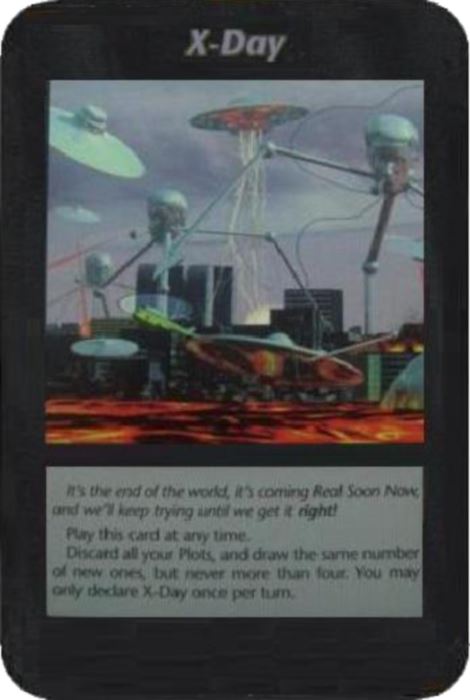 X-Day
It's the end of the world, it's coming Real Soon Now,
and we'll keep trying until we get it right!
Play this card at any time.
Discard all your Plots, and draw the same number
of new ones, but never more than four. You may
only declare X-Day once per turn.